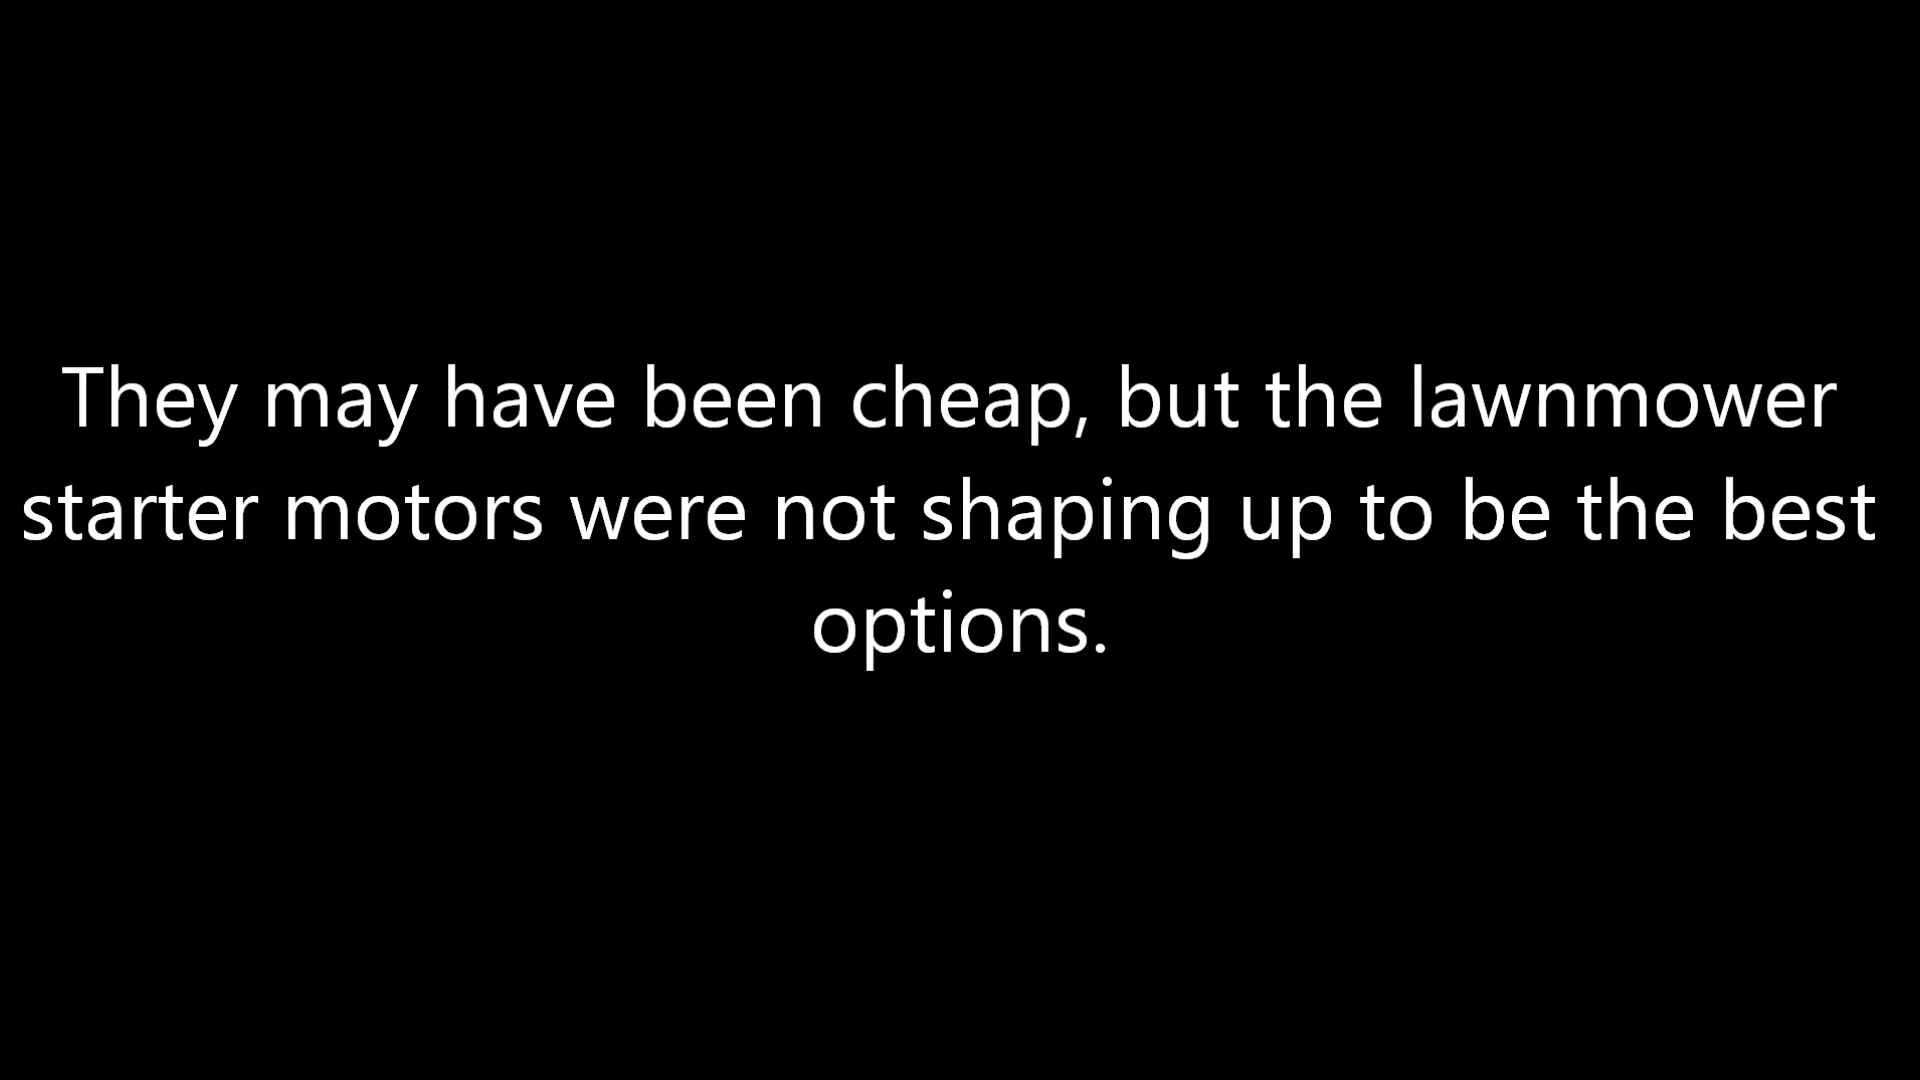 They may have been cheap, but the lawnmower
starter motors were not shaping up to be the best
options.